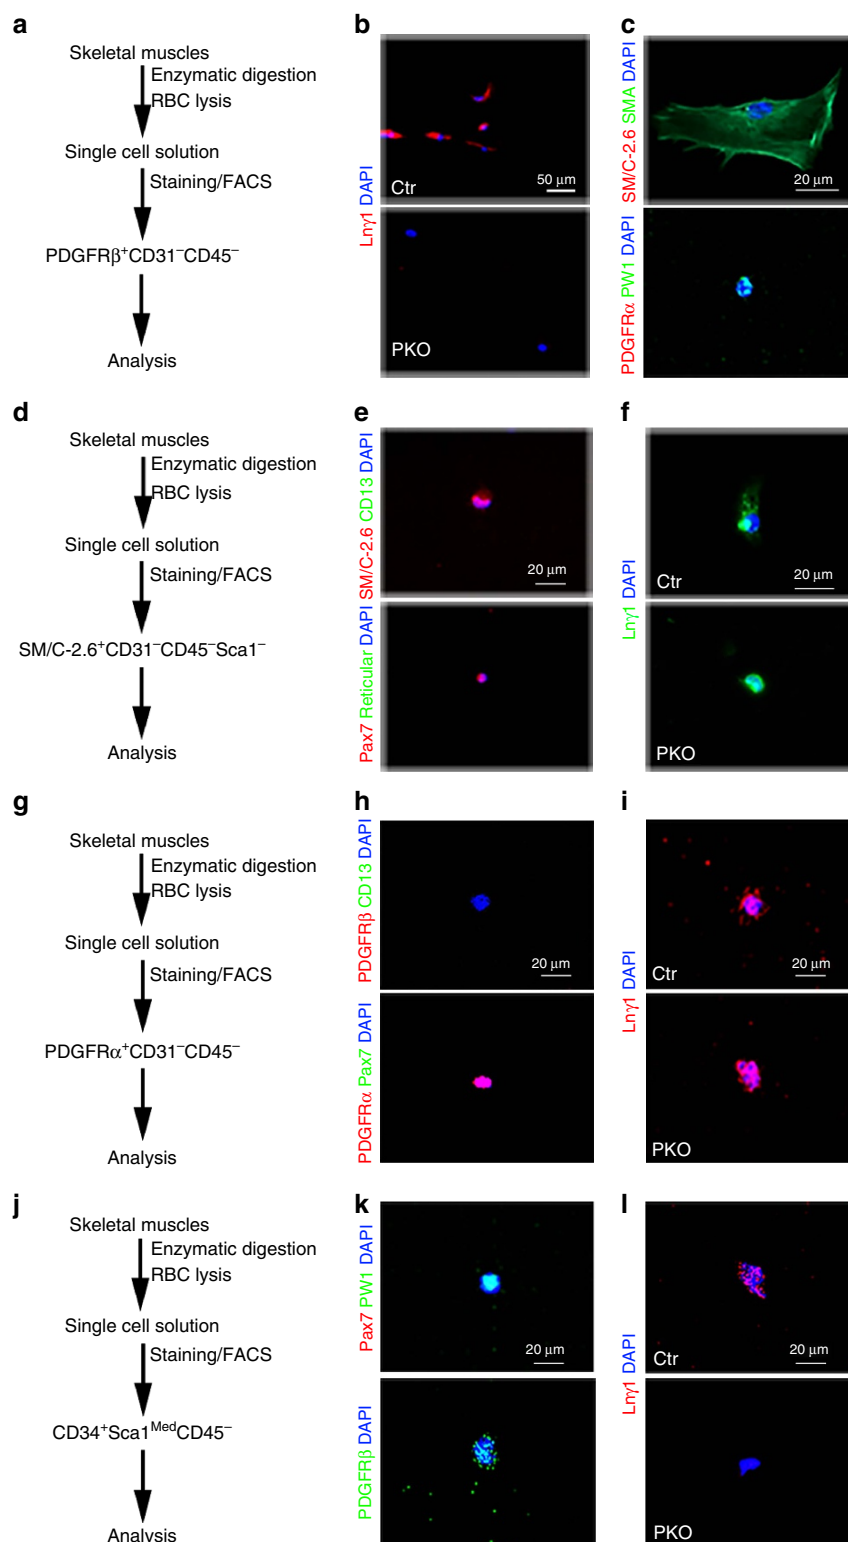 a
Skeletal muscles
Enzymatic digestion
RBC lysis
Single cell solution
Staining/FACS
PDGFRβ⁺CD31⁻CD45⁻
Analysis
b
Lnγ1 DAPI
Ctr
50 μm
PKO
c
SM/C-2.6 SMA DAPI
20 μm
PDGFRα PW1 DAPI
d
Skeletal muscles
Enzymatic digestion
RBC lysis
Single cell solution
Staining/FACS
SM/C-2.6⁺CD31⁻CD45⁻Sca1⁻
Analysis
e
SM/C-2.6 CD13 DAPI
20 μm
Pax7 Reticular DAPI
f
Lnγ1 DAPI
Ctr
20 μm
PKO
g
Skeletal muscles
Enzymatic digestion
RBC lysis
Single cell solution
Staining/FACS
PDGFRα⁺CD31⁻CD45⁻
Analysis
h
PDGFRβ CD13 DAPI
20 μm
PDGFRα Pax7 DAPI
i
Lnγ1 DAPI
Ctr
20 μm
PKO
j
Skeletal muscles
Enzymatic digestion
RBC lysis
Single cell solution
Staining/FACS
CD34⁺Sca1ᴹᵉᵈCD45⁻
Analysis
k
Pax7 PW1 DAPI
20 μm
PDGFRβ DAPI
l
Lnγ1 DAPI
Ctr
20 μm
PKO